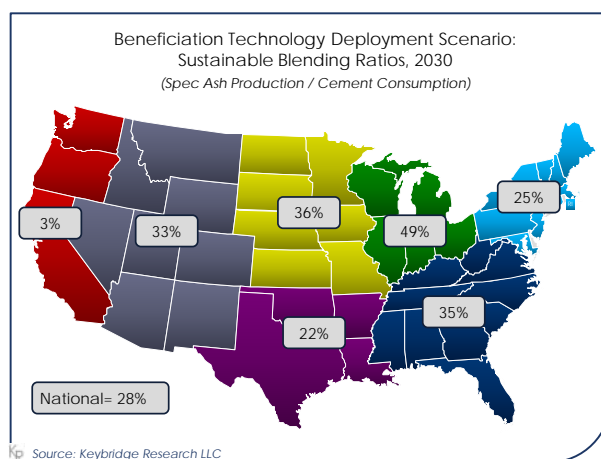 Beneficiation Technology Deployment Scenario:
Sustainable Blending Ratios, 2030
(Spec Ash Production / Cement Consumption)
25%
36%
3%
33%
49%
35%
22%
National= 28%
KR Source: Keybridge Research LLC